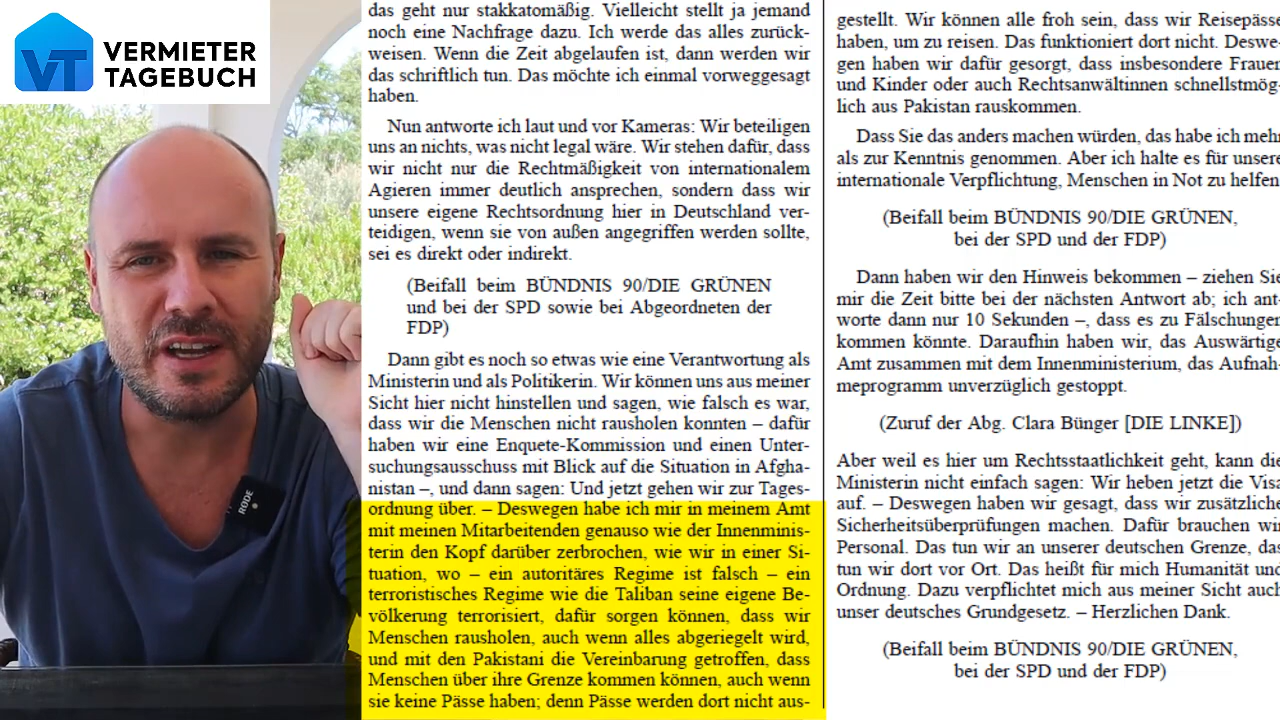 VERMIETER
TAGEBUCH
VT
RØDE
das geht nur stakkatomäßig. Vielleicht stellt ja jemand
noch eine Nachfrage dazu. Ich werde das alles zurück-
weisen. Wenn die Zeit abgelaufen ist, dann werden wir
das schriftlich tun. Das möchte ich einmal vorweggesagt
haben.
Nun antworte ich laut und vor Kameras: Wir beteiligen
uns an nichts, was nicht legal wäre. Wir stehen dafür, dass
wir nicht nur die Rechtmäßigkeit von internationalem
Agieren immer deutlich ansprechen, sondern dass wir
unsere eigene Rechtsordnung hier in Deutschland ver-
teidigen, wenn sie von außen angegriffen werden sollte,
sei es direkt oder indirekt.
(Beifall beim BÜNDNIS 90/DIE GRÜNEN
und bei der SPD sowie bei Abgeordneten der
FDP)
Dann gibt es noch so etwas wie eine Verantwortung als
Ministerin und als Politikerin. Wir können uns aus meiner
Sicht hier nicht hinstellen und sagen, wie falsch es war,
dass wir die Menschen nicht rausholen konnten – dafür
haben wir eine Enquete-Kommission und einen Unter-
suchungsausschuss mit Blick auf die Situation in Afgha-
nistan –, und dann sagen: Und jetzt gehen wir zur Tages-
ordnung über. – Deswegen habe ich mir in meinem Amt
mit meinen Mitarbeitenden genauso wie der Innenminis-
terin den Kopf darüber zerbrochen, wie wir in einer Si-
tuation, wo – ein autoritäres Regime ist falsch – ein
terroristisches Regime wie die Taliban seine eigene Be-
völkerung terrorisiert, dafür sorgen können, dass wir
Menschen rausholen, auch wenn alles abgeriegelt wird,
und mit den Pakistani die Vereinbarung getroffen, dass
Menschen über ihre Grenze kommen können, auch wenn
sie keine Pässe haben; denn Pässe werden dort nicht aus-
gestellt. Wir können alle froh sein, dass wir Reisepässe
haben, um zu reisen. Das funktioniert dort nicht. Deswe-
gen haben wir dafür gesorgt, dass insbesondere Frauen
und Kinder oder auch Rechtsanwältinnen schnellstmög-
lich aus Pakistan rauskommen.
Dass Sie das anders machen würden, das habe ich mehr
als zur Kenntnis genommen. Aber ich halte es für unsere
internationale Verpflichtung, Menschen in Not zu helfen
(Beifall beim BÜNDNIS 90/DIE GRÜNEN,
bei der SPD und der FDP)
Dann haben wir den Hinweis bekommen – ziehen Sie
mir die Zeit bitte bei der nächsten Antwort ab; ich ant-
worte dann nur 10 Sekunden –, dass es zu Fälschungen
kommen könnte. Daraufhin haben wir, das Auswärtige
Amt zusammen mit dem Innenministerium, das Aufnah-
meprogramm unverzüglich gestoppt.
(Zuruf der Abg. Clara Bünger [DIE LINKE])
Aber weil es hier um Rechtsstaatlichkeit geht, kann die
Ministerin nicht einfach sagen: Wir heben jetzt die Visa
auf. – Deswegen haben wir gesagt, dass wir zusätzliche
Sicherheitsüberprüfungen machen. Dafür brauchen wir
Personal. Das tun wir an unserer deutschen Grenze, das
tun wir dort vor Ort. Das heißt für mich Humanität und
Ordnung. Dazu verpflichtet mich aus meiner Sicht auch
unser deutsches Grundgesetz. – Herzlichen Dank.
(Beifall beim BÜNDNIS 90/DIE GRÜNEN,
bei der SPD und der FDP)